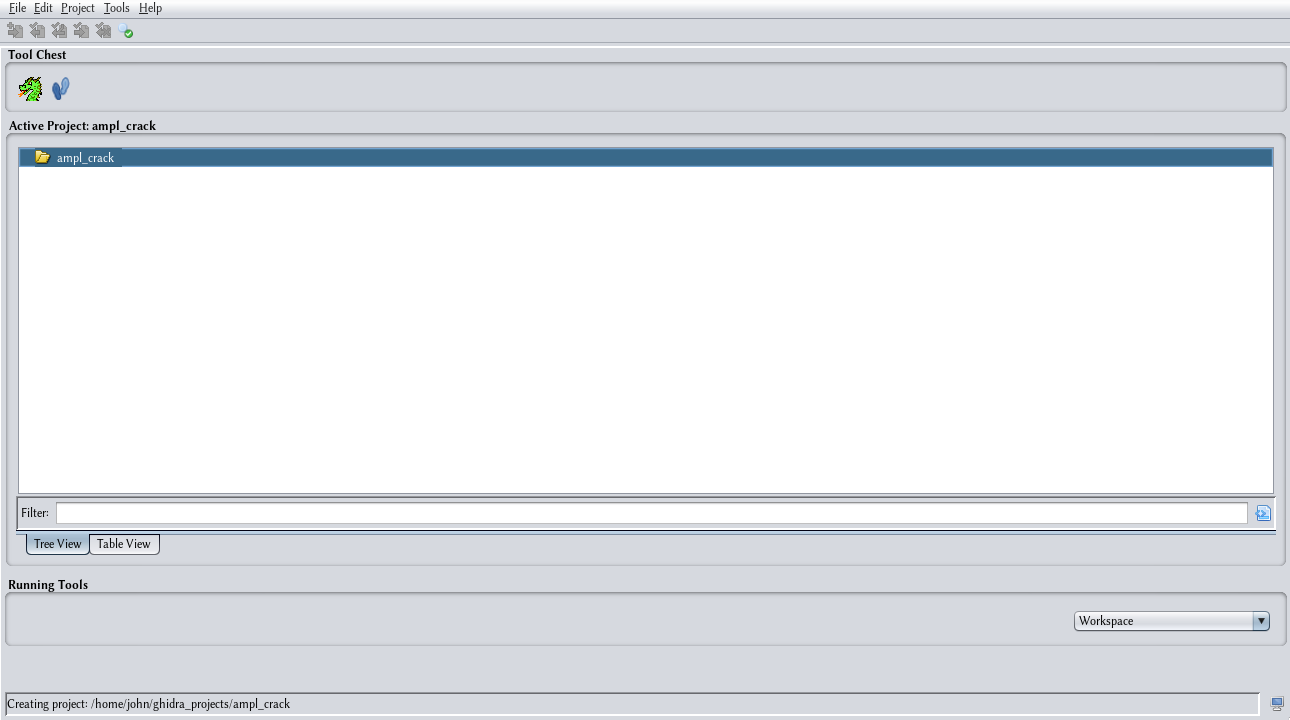 File Edit Project Tools Help
Tool Chest
Active Project: ampl_crack
ampl_crack
Filter:
Tree View Table View
Running Tools
Workspace
Creating project: /home/john/ghidra_projects/ampl_crack